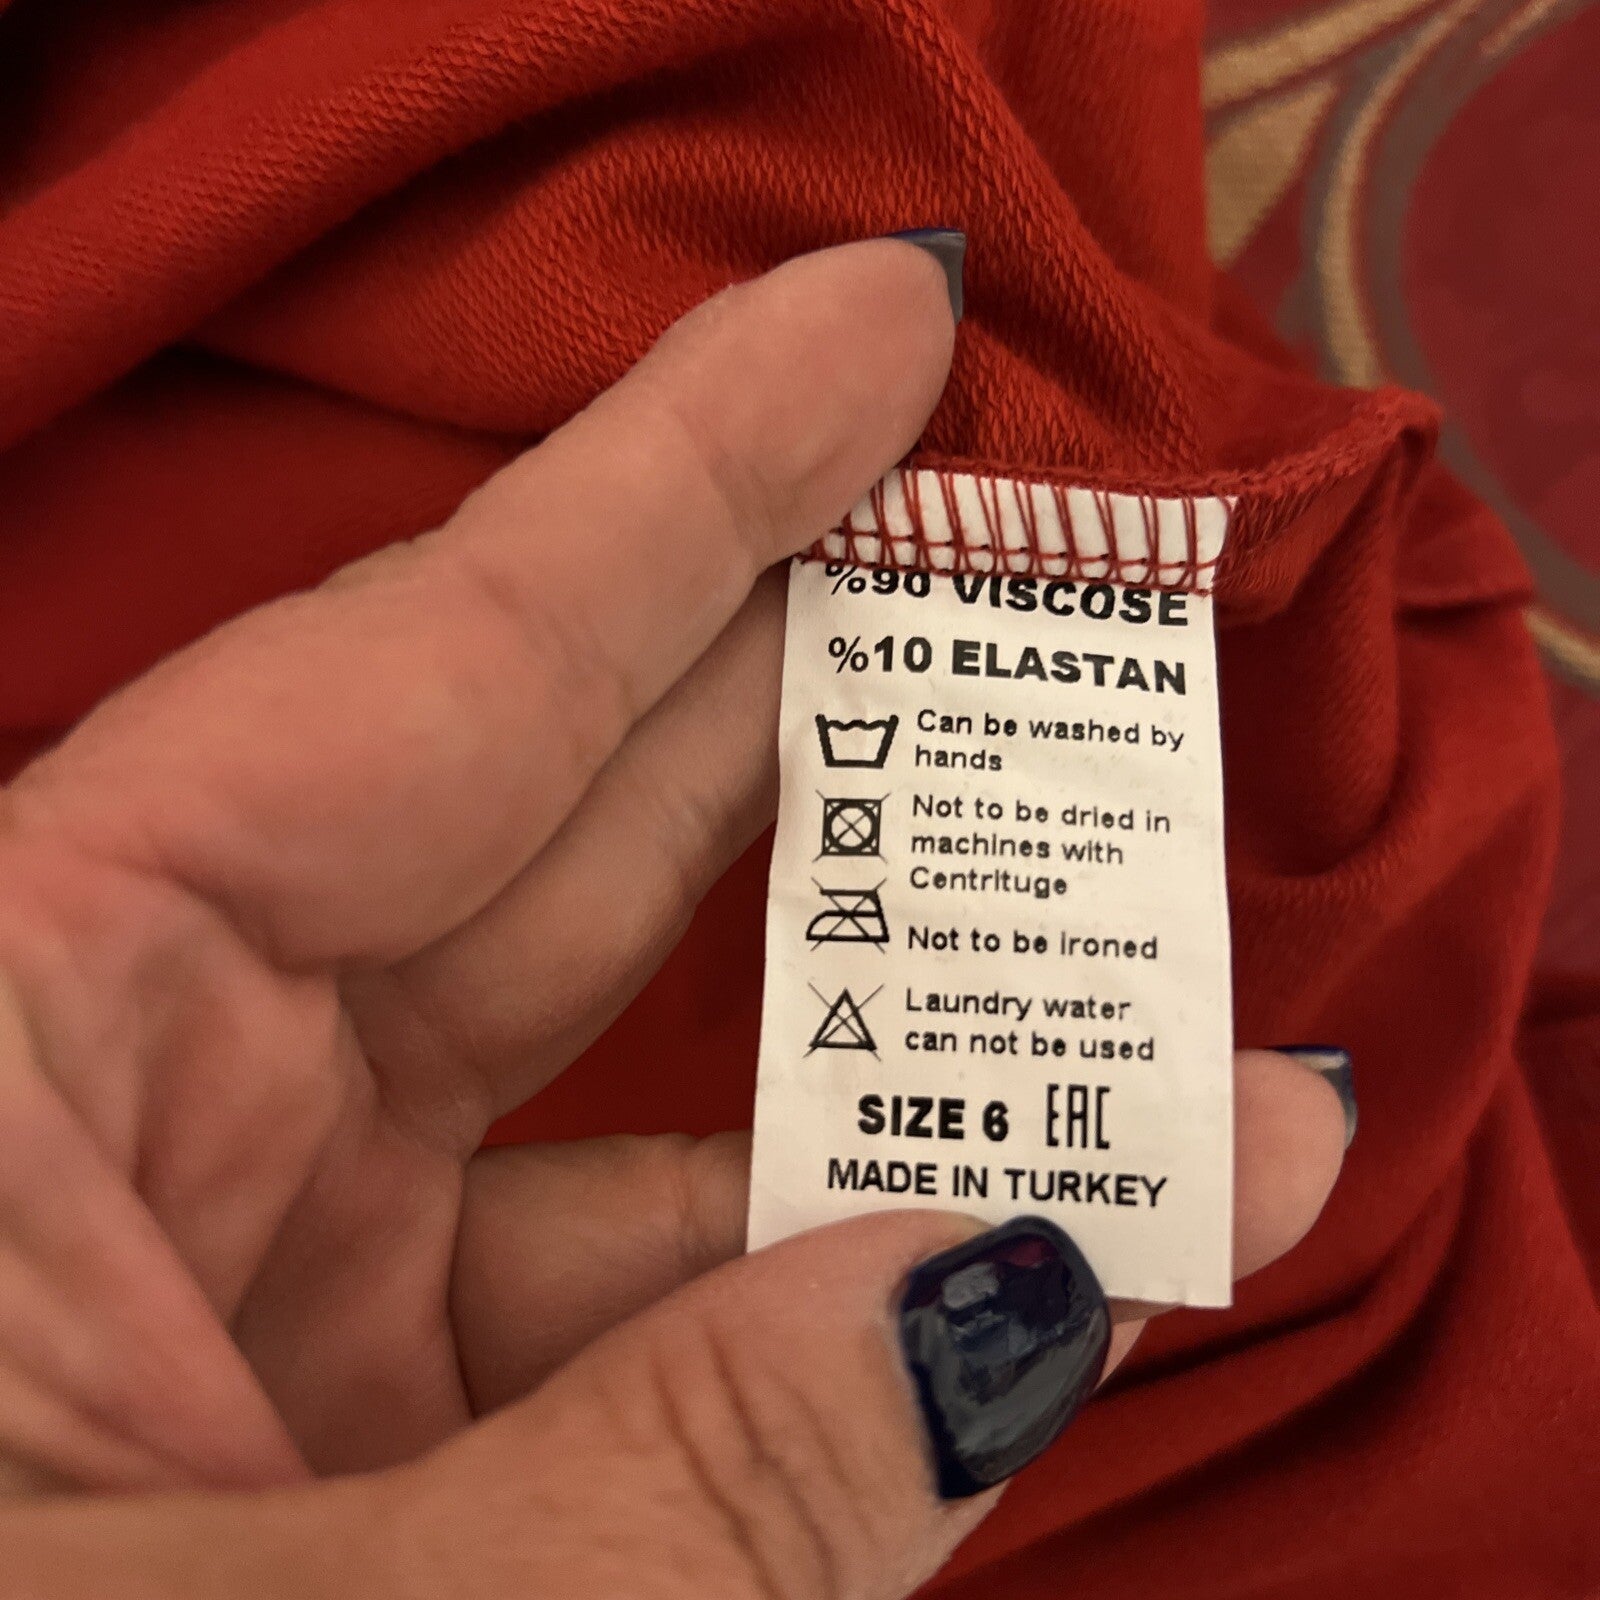 %90 VISCOSE
%10 ELASTAN
Can be washed by
hands
Not to be dried in
machines with
Centrituge
Not to be ironed
Laundry water
can not be used
SIZE 6 EAC
MADE IN TURKEY